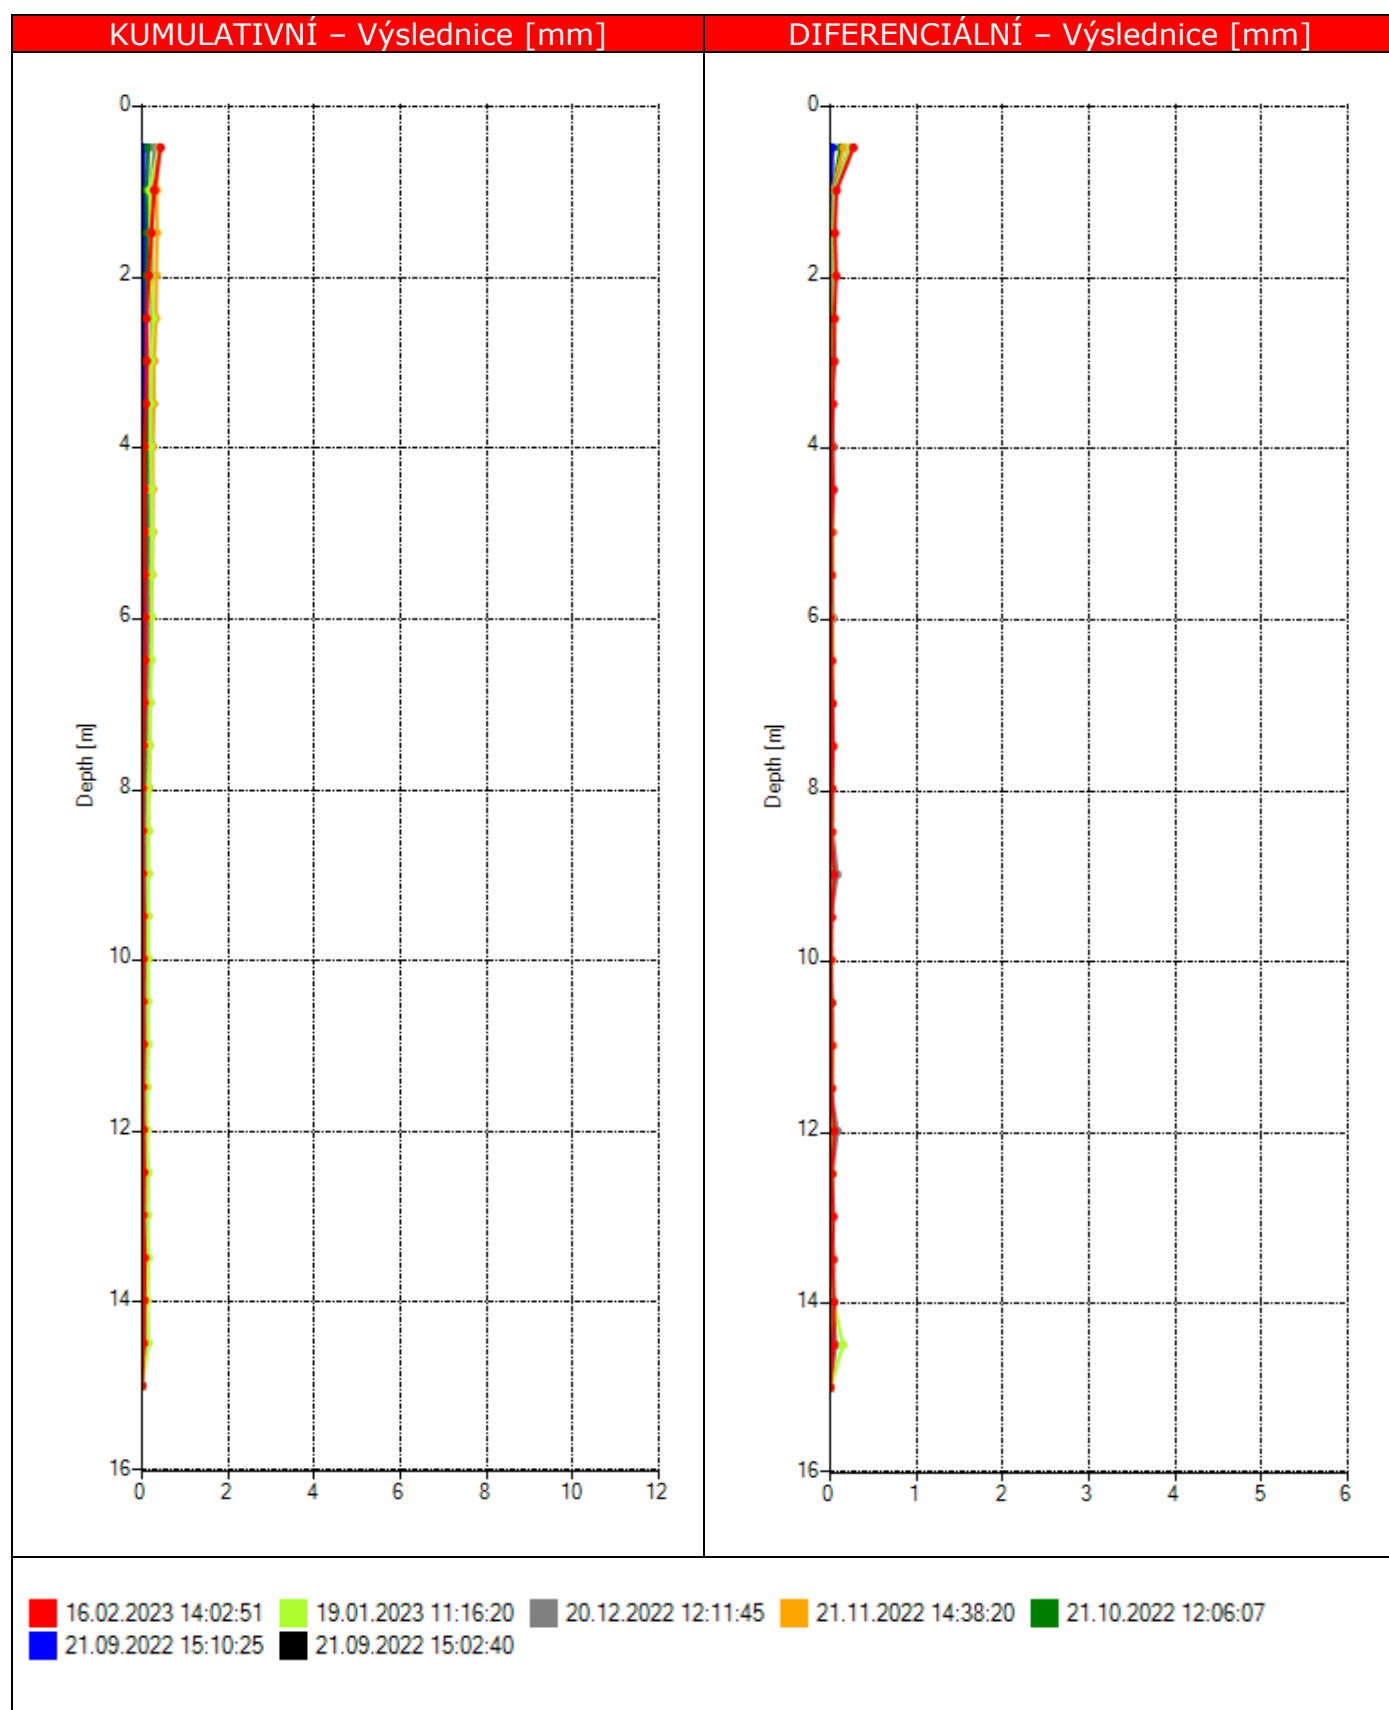 KUMULATIVNÍ – Výslednice [mm]
DIFERENCIÁLNÍ – Výslednice [mm]
0
2
4
6
8
10
12
14
16
Depth [m]
0 2 4 6 8 10 12
0
2
4
6
8
10
12
14
16
Depth [m]
0 1 2 3 4 5 6
16.02.2023 14:02:51 19.01.2023 11:16:20 20.12.2022 12:11:45 21.11.2022 14:38:20 21.10.2022 12:06:07
21.09.2022 15:10:25 21.09.2022 15:02:40